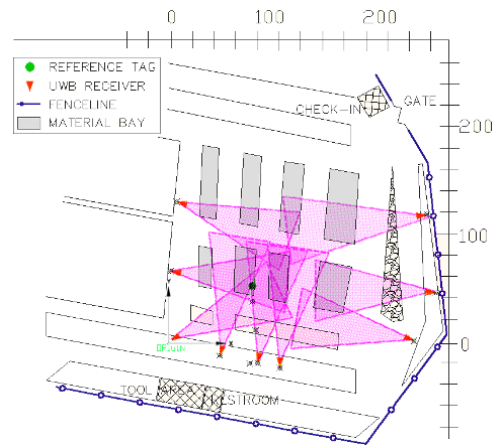 0 100 200
REFERENCE TAG
UWB RECEIVER
FENCELINE
MATERIAL BAY
CHECK-IN
GATE
200
100
0
ORIGIN
TOOL AREA
RESTROOM